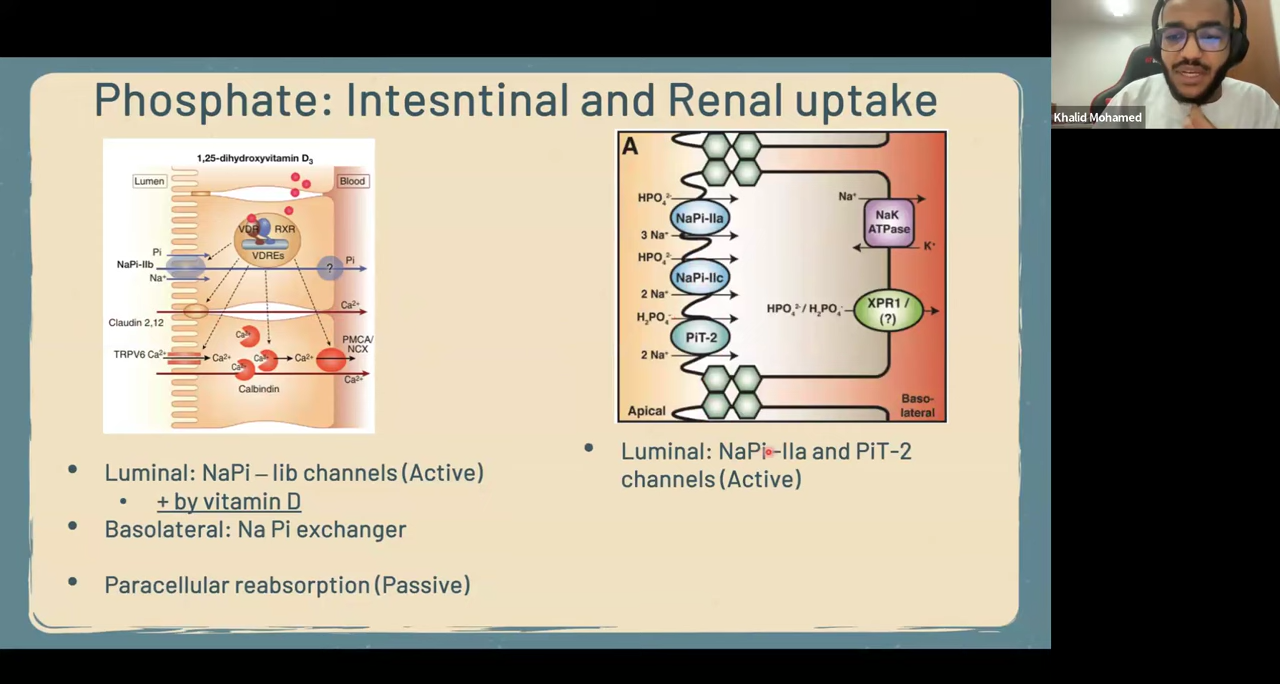 Khalid Mohamed
Phosphate: Intesntinal and Renal uptake
1,25-dihydroxyvitamin D3
Lumen
Blood
VDR
RXR
VDREs
Pi
NaPi-IIb
Na+
?
Pi
Ca2+
Claudin 2,12
Ca2+
PMCA/
NCX
TRPV6 Ca2+
Ca2+
Ca2+
Ca2+
Ca2+
Ca2+
Calbindin
A
HPO4 2-
NaPi-IIa
3 Na+
HPO4 2-
NaPi-IIc
2 Na+
H2PO4-
PiT-2
2 Na+
Na+
NaK
ATPase
K+
HPO4 2-/ H2PO4-
XPR1 /
(?)
Apical
Baso-
lateral
Luminal: NaPi – lib channels (Active)
+ by vitamin D
Basolateral: Na Pi exchanger
Paracellular reabsorption (Passive)
Luminal: NaPi-IIa and PiT-2
channels (Active)